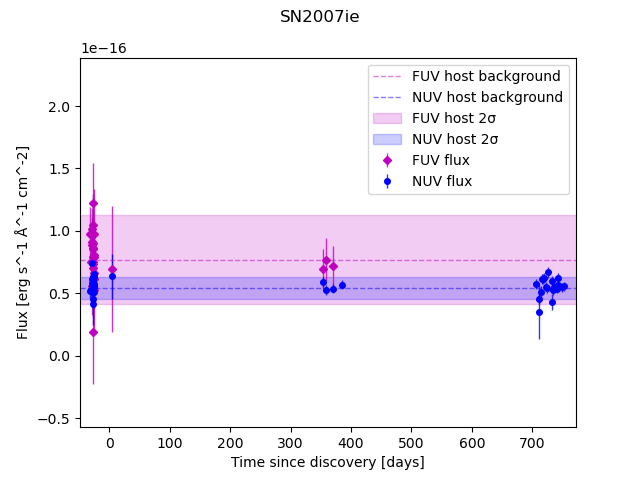 SN2007ie
1e−16
FUV host background
NUV host background
FUV host 2σ
NUV host 2σ
FUV flux
NUV flux
2.0
1.5
1.0
0.5
0.0
−0.5
Flux [erg s^-1 Å^-1 cm^-2]
0 100 200 300 400 500 600 700
Time since discovery [days]